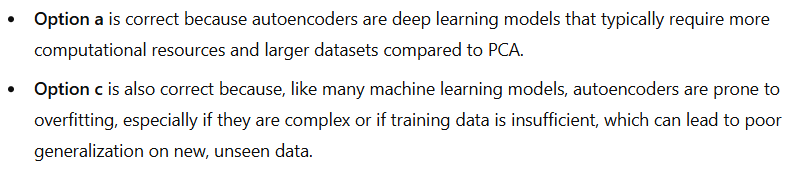 • Option a is correct because autoencoders are deep learning models that typically require more
computational resources and larger datasets compared to PCA.
• Option c is also correct because, like many machine learning models, autoencoders are prone to
overfitting, especially if they are complex or if training data is insufficient, which can lead to poor
generalization on new, unseen data.